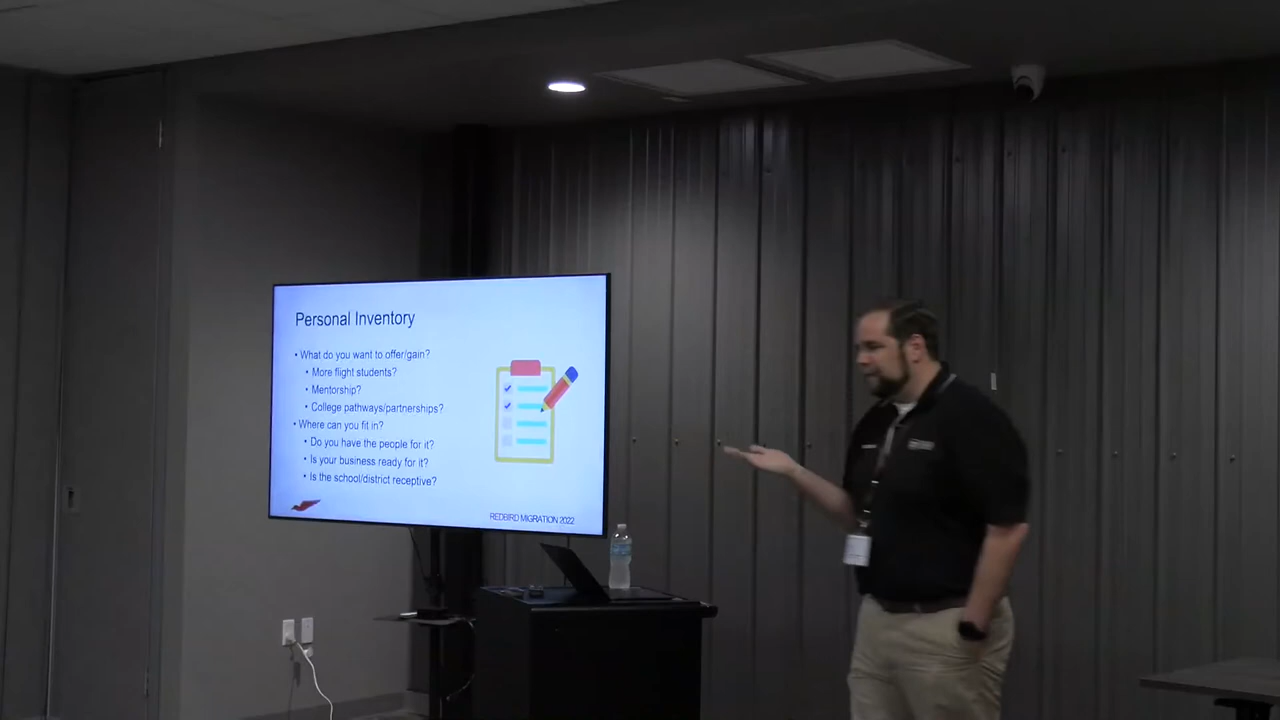 Personal Inventory
• What do you want to offer/gain?
• More flight students?
• Mentorship?
• College pathways/partnerships?
• Where can you fit in?
• Do you have the people for it?
• Is your business ready for it?
• Is the school/district receptive?
REDBIRD MIGRATION 2022